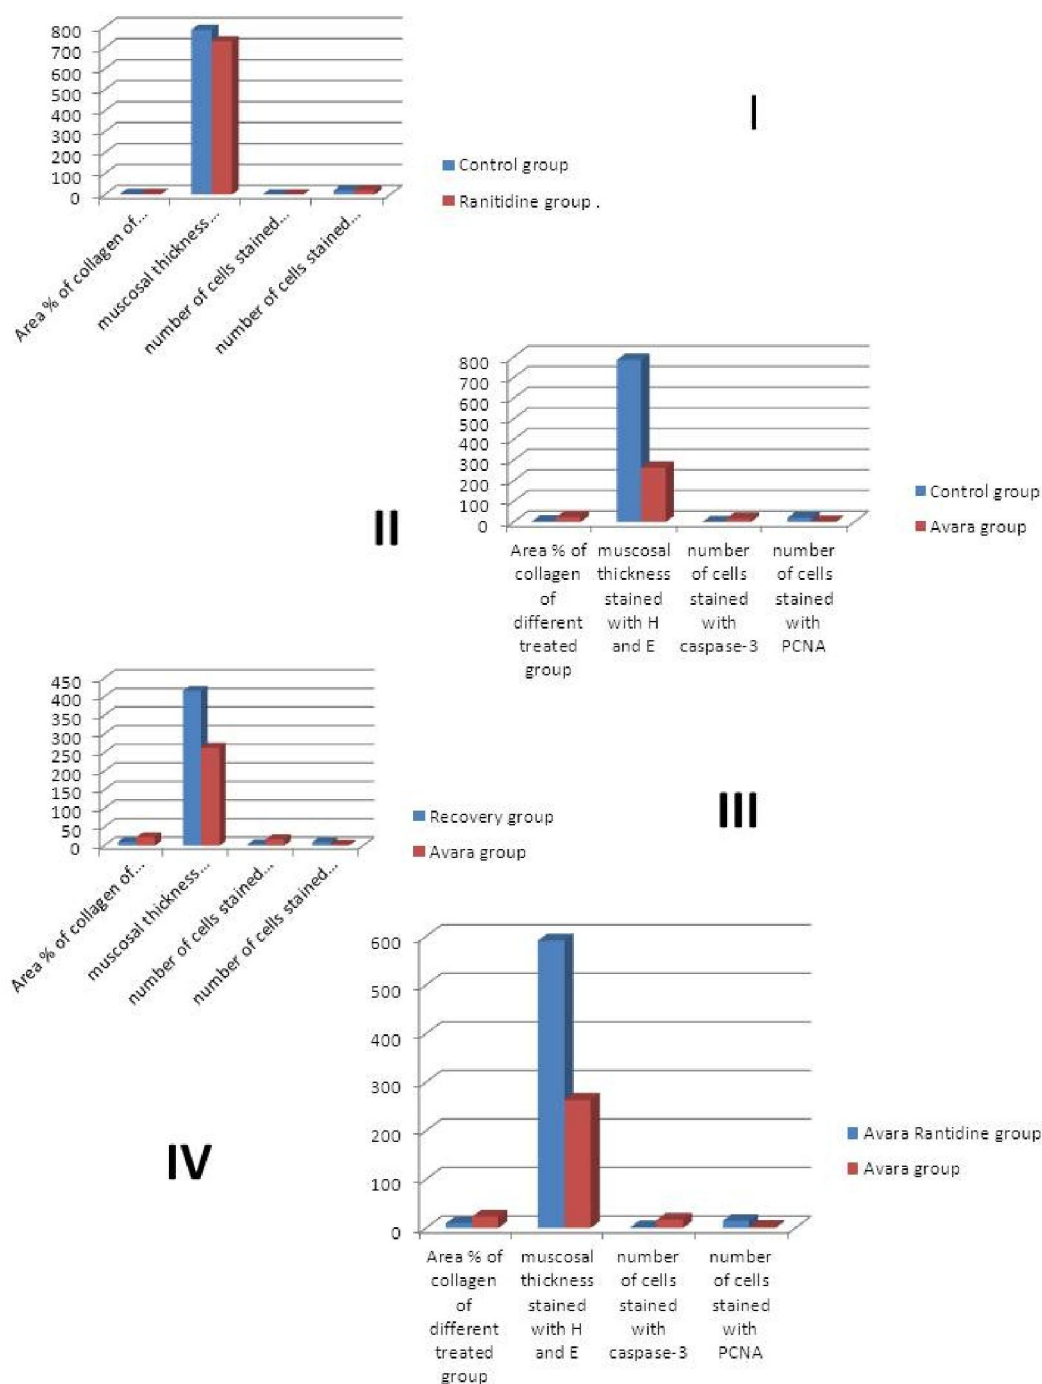 800
700
600
500
400
300
200
100
0
Area % of collagen of...
muscosal thickness...
number of cells stained...
number of cells stained...
I
Control group
Ranitidine group .
II
800
700
600
500
400
300
200
100
0
Area % of
collagen
of
different
treated
group
muscosal
thickness
stained
with H
and E
number
of cells
stained
with
caspase-3
number
of cells
stained
with
PCNA
Control group
Avara group
450
400
350
300
250
200
150
100
50
0
Area % of collagen of...
muscosal thickness...
number of cells stained...
number of cells stained...
III
Recovery group
Avara group
IV
600
500
400
300
200
100
0
Area % of
collagen
of
different
treated
group
muscosal
thickness
stained
with H
and E
number
of cells
stained
with
caspase-3
number
of cells
stained
with
PCNA
Avara Rantidine group
Avara group